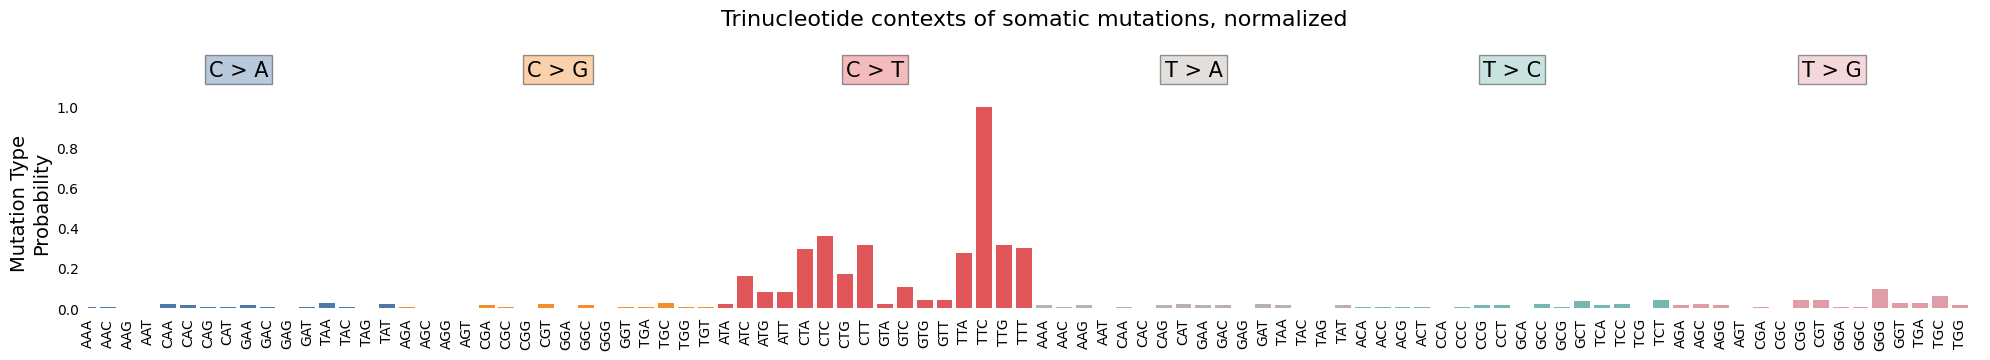 Trinucleotide contexts of somatic mutations, normalized
C > A C > G C > T T > A T > C T > G
Mutation Type
Probability
1.0
0.8
0.6
0.4
0.2
0.0
AAA AAC AAG AAT CAA CAC CAG CAT GAA GAC GAG GAT TAA TAC TAG TAT AGA AGC AGG AGT CGA CGC CGG CGT GGA GGC GGG GGT TGA TGC TGG TGT ATA ATC ATG ATT CTA CTC CTG CTT GTA GTC GTG GTT TTA TTC TTG TTT AAA AAC AAG AAT CAA CAC CAG CAT GAA GAC GAG GAT TAA TAC TAG TAT ACA ACC ACG ACT CCA CCC CCG CCT GCA GCC GCG GCT TCA TCC TCG TCT AGA AGC AGG AGT CGA CGC CGG CGT GGA GGC GGG GGT TGA TGC TGG